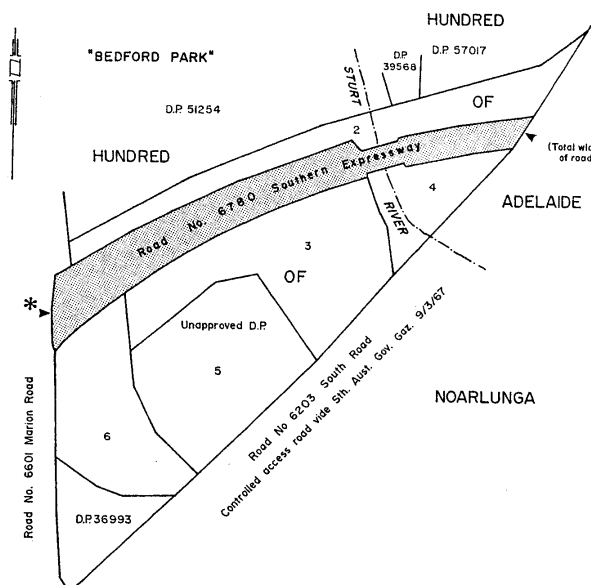 HUNDRED
"BEDFORD PARK"
D.P. 39568
D.P. 57017
STURT
D.P. 51254
OF
2
HUNDRED
(Total wid
of road
Road No. 6780 Southern Expressway
4
ADELAIDE
RIVER
3
OF
*
Unapproved D.P.
5
Road No 6203 South Road
Controlled access road vide Sth. Aust. Gov. Gaz. 9/3/67
NOARLUNGA
Road No. 6601 Marion Road
6
D.P.36993